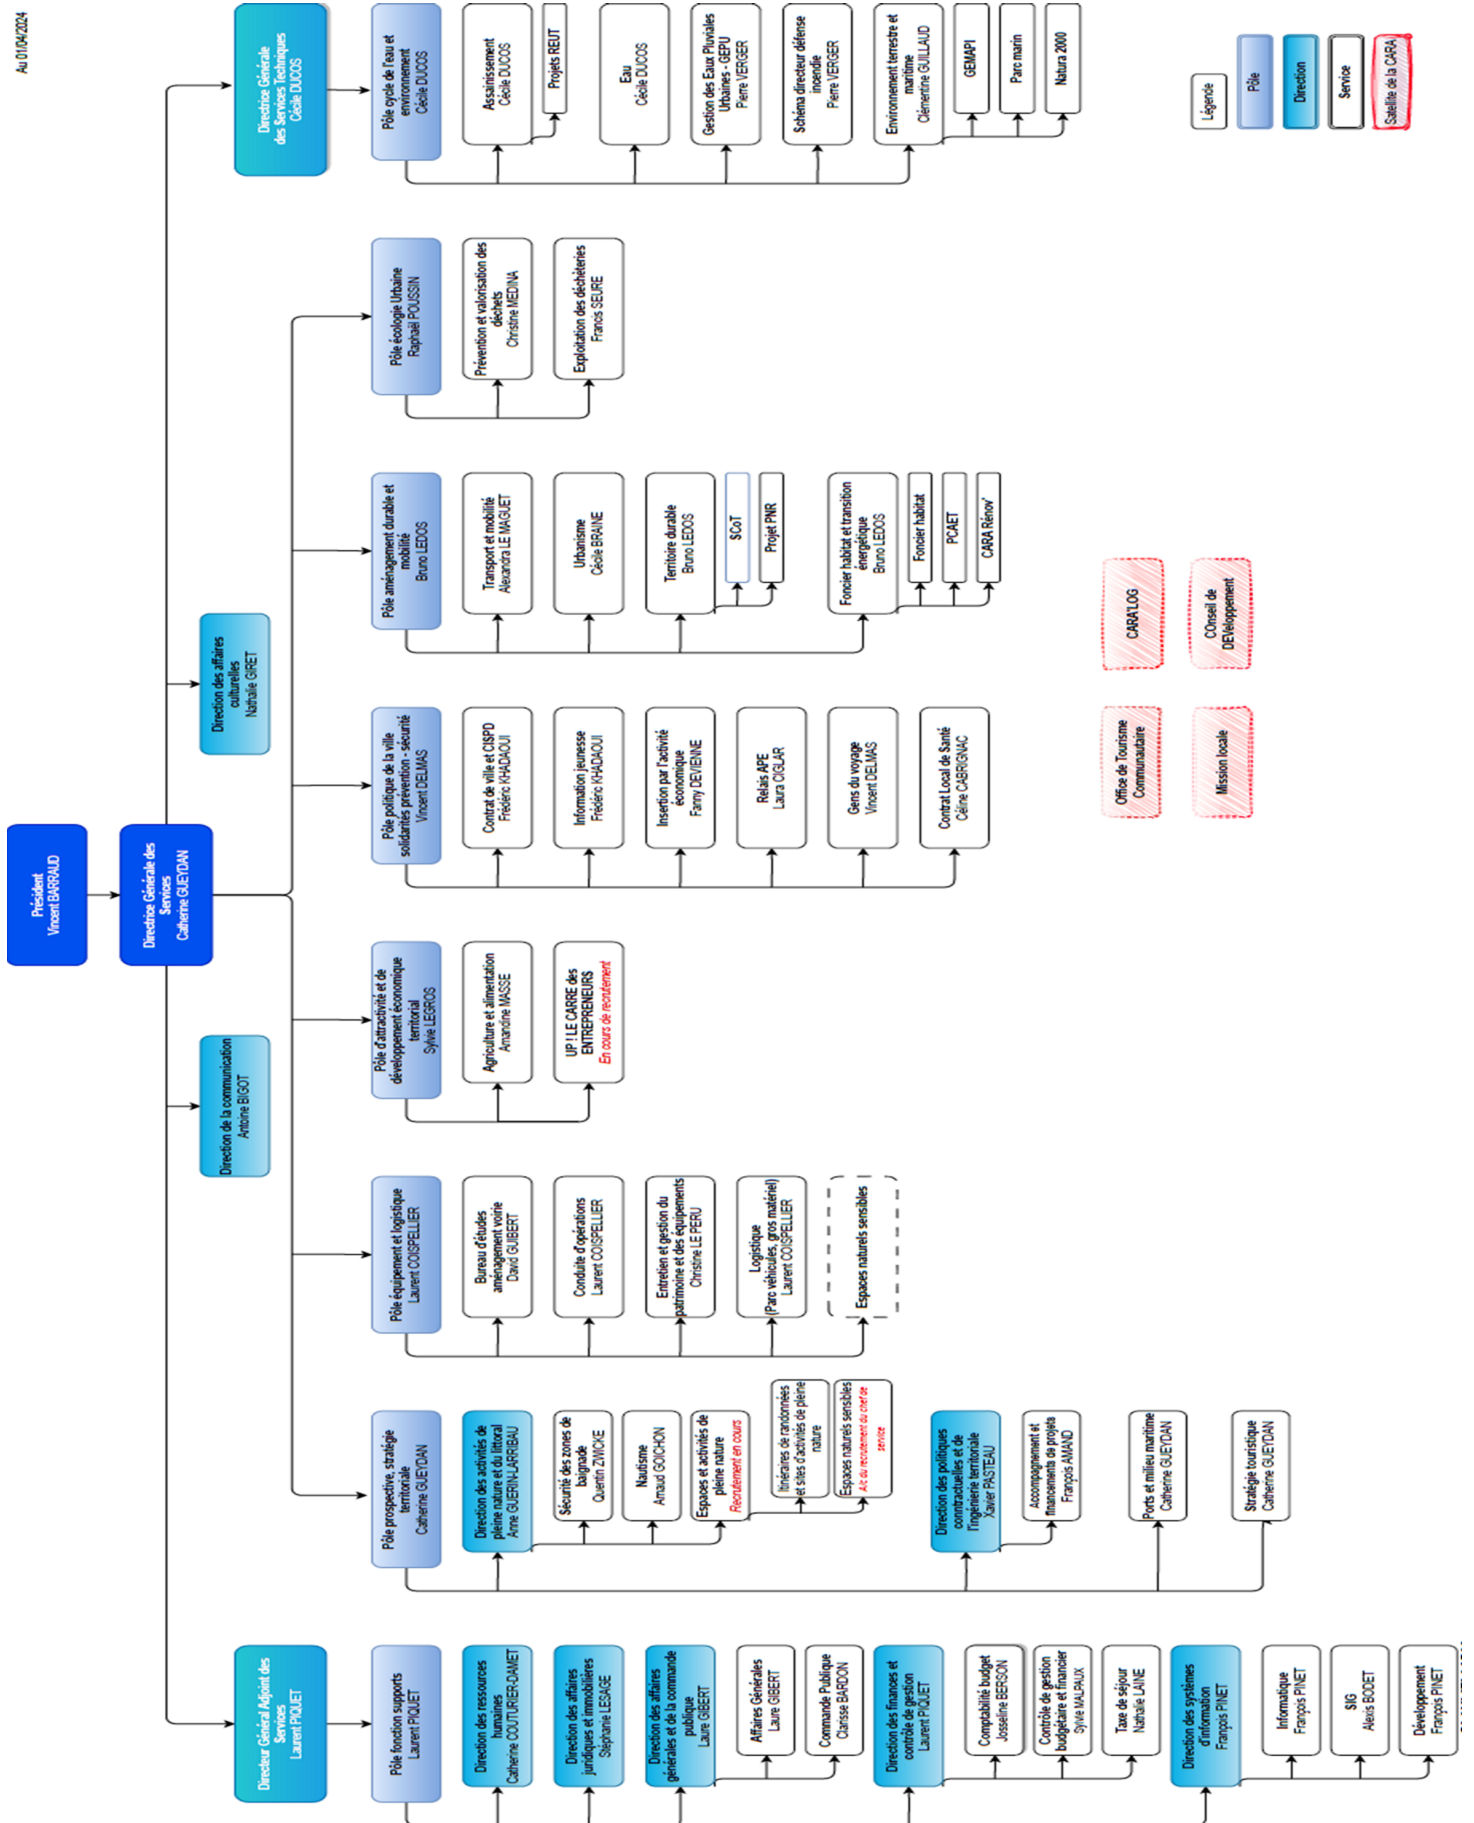 Au 01/04/2024
Président
Vincent BARRAUD
Directrice Générale des
Services
Catherine GUEYDAN
Direction de la communication
Antoine BIGOT
Direction des affaires
culturelles
Nathalie GIRET
Directeur Général Adjoint des
Services
Laurent PIQUET
Directrice Générale
des Services Techniques
Cécile DUCOS
Pôle fonction supports
Laurent PIQUET
Direction des ressources
humaines
Catherine COUTURIER-DAMET
Direction des affaires
juridiques et immobilières
Stéphanie LESAGE
Direction des affaires
générales et de la commande
publique
Laure GIBERT
Affaires Générales
Laure GIBERT
Commande Publique
Clarisse BARDON
Direction des finances et
contrôle de gestion
Laurent PIQUET
Comptabilité budget
Josseline BERSON
Contrôle de gestion
budgétaire et financier
Sylvie MALPAUX
Taxe de séjour
Nathalie LAINE
Direction des systèmes
d'information
François PINET
Informatique
François PINET
SIG
Alexis BODET
Développement
François PINET
Pôle prospective, stratégie
territoriale
Catherine GUEYDAN
Direction des activités de
pleine nature et du littoral
Anne GUERIN-LARRIBAU
Sécurité des zones de
baignade
Quentin ZWICKE
Nautisme
Arnaud GOICHON
Espaces et activités de
pleine nature
Recrutement en cours
Itinéraires de randonnées
et sites d'activités de pleine
nature
Espaces naturels sensibles
A/c du recrutement du chef de
service
Direction des politiques
conntractuelles et de
l'ingénierie territoriale
Xavier PASTEAU
Accompagnement et
financements de projets
François AMAND
Ports et milieu maritime
Catherine GUEYDAN
Stratégie touristique
Catherine GUEYDAN
Pôle équipement et logistique
Laurent COISPELLIER
Bureau d'études
aménagement voirie
David GUIBERT
Conduite d'opérations
Laurent COISPELLIER
Entretien et gestion du
patrimoine et des équipements
Christine LE PERU
Logistique
(Parc véhicules, gros matériel)
Laurent COISPELLIER
Espaces naturels sensibles
Pôle d'attractivité et de
développement économique
territorial
Sylvie LEGROS
Agriculture et alimentation
Amandine MASSE
UP ! LE CARRE des
ENTREPRENEURS
En cours de recrutement
Pôle politique de la ville
solidarites prévention - sécurité
Vincent DELMAS
Contrat de ville et CISPD
Frédéric KHADAOUI
Information jeunesse
Frédéric KHADAOUI
Insertion par l'activité
économique
Fanny DEVIENNE
Relais APE
Laura CIGLAR
Gens du voyage
Vincent DELMAS
Contrat Local de Santé
Céline CABRIGNAC
Pôle aménagement durable et
mobilité
Bruno LEDOS
Transport et mobilité
Alexandra LE MAGUET
Urbanisme
Cécile BRAINE
Territoire durable
Bruno LEDOS
SCoT
Projet PNR
Foncier habitat et transition
énergétique
Bruno LEDOS
Foncier habitat
PCAET
CARA Rénov'
Pôle écologie Urbaine
Raphaël POUSSIN
Prévention et valorisation des
déchets
Christine MEDINA
Exploitation des déchèteries
Francis SEURE
Pôle cycle de l'eau et
environnement
Cécile DUCOS
Assainissement
Cécile DUCOS
Projets REUT
Eau
Cécile DUCOS
Gestion des Eaux Pluviales
Urbaines - GEPU
Pierre VERGER
Schéma directeur défense
incendie
Pierre VERGER
Environnement terrestre et
maritime
Clémentine GUILLAUD
GEMAPI
Parc marin
Natura 2000
Office de Tourisme
Communautaire
CARA'LOG
Mission locale
COnseil de
DEVeloppement
Légende
Pôle
Direction
Service
Satellite de la CARA